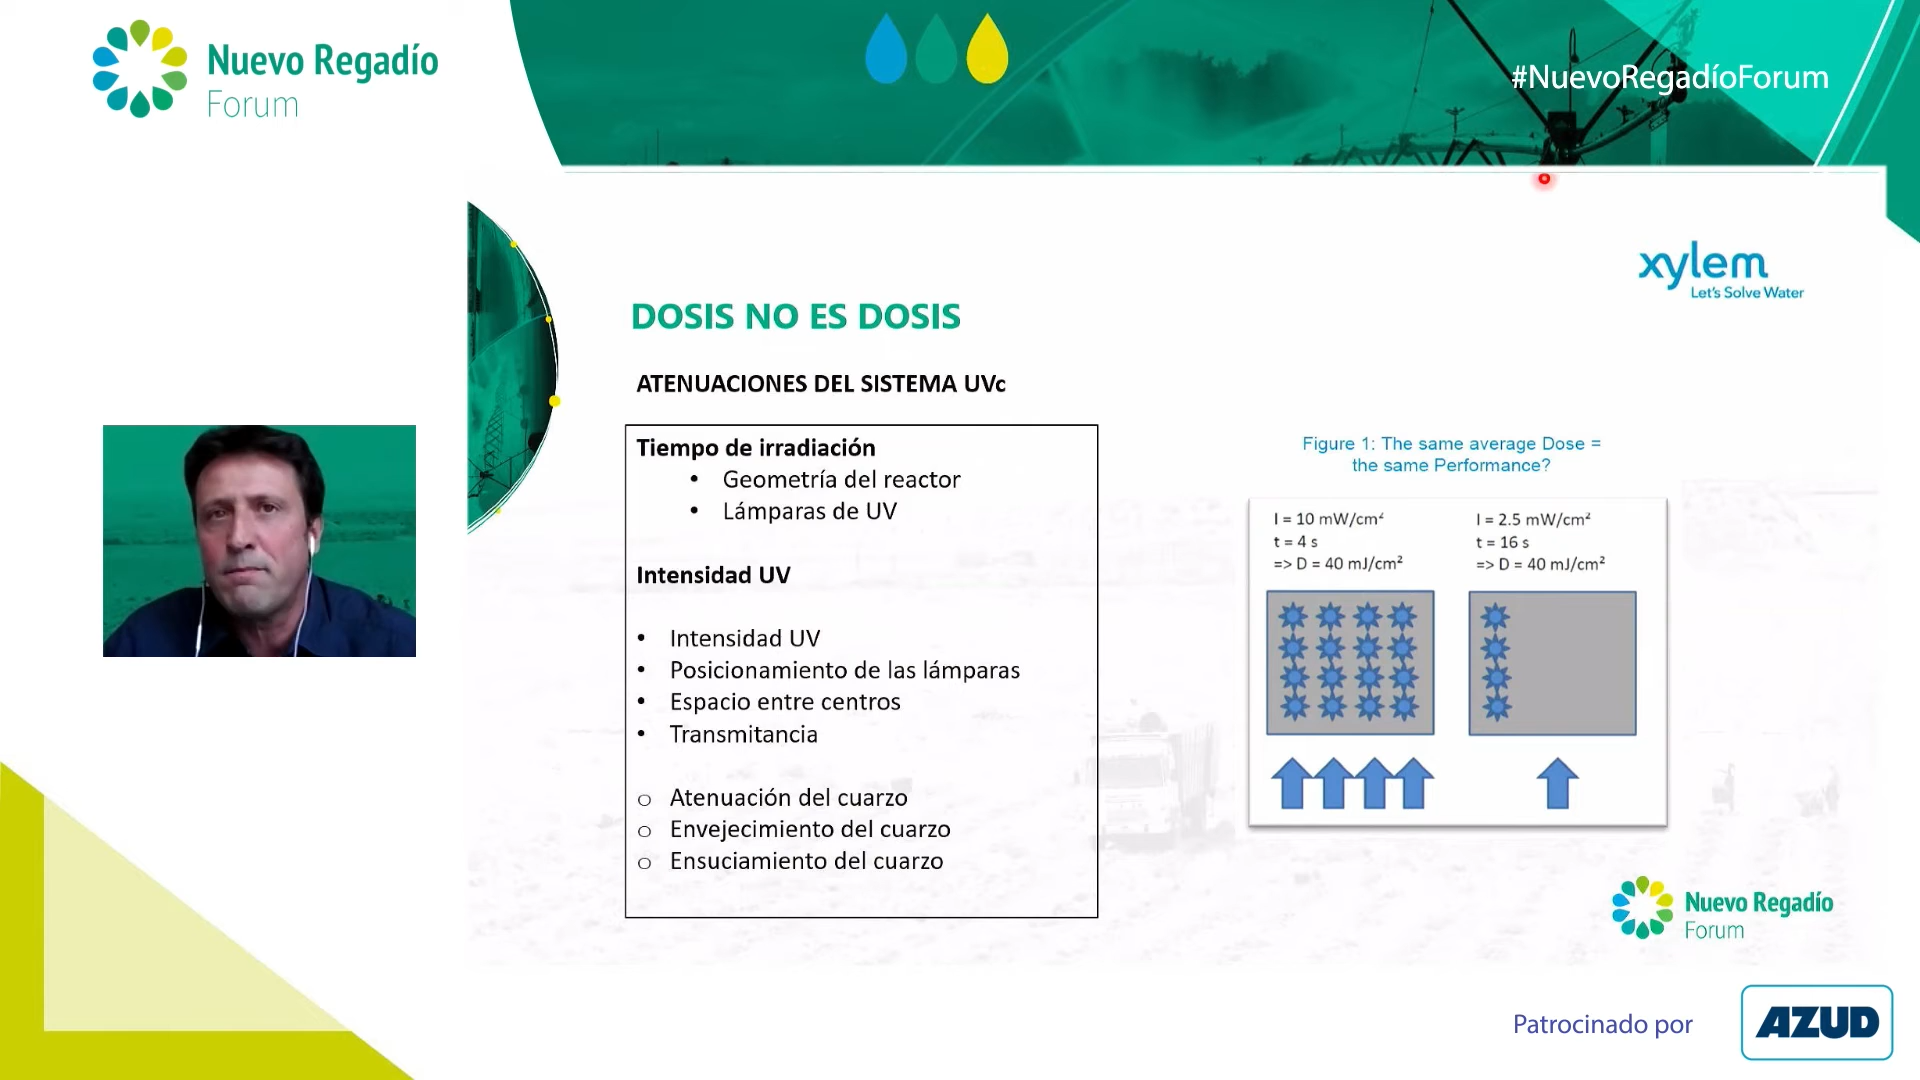 Nuevo Regadío
Forum
#NuevoRegadíoForum
xylem
Let's Solve Water
DOSIS NO ES DOSIS
ATENUACIONES DEL SISTEMA UVc
Tiempo de irradiación
• Geometría del reactor
• Lámparas de UV
Intensidad UV
• Intensidad UV
• Posicionamiento de las lámparas
• Espacio entre centros
• Transmitancia
o Atenuación del cuarzo
o Envejecimiento del cuarzo
o Ensuciamiento del cuarzo
Figure 1: The same average Dose =
the same Performance?
I = 10 mW/cm²
t = 4 s
=> D = 40 mJ/cm²
I = 2.5 mW/cm²
t = 16 s
=> D = 40 mJ/cm²
Nuevo Regadío
Forum
Patrocinado por
AZUD